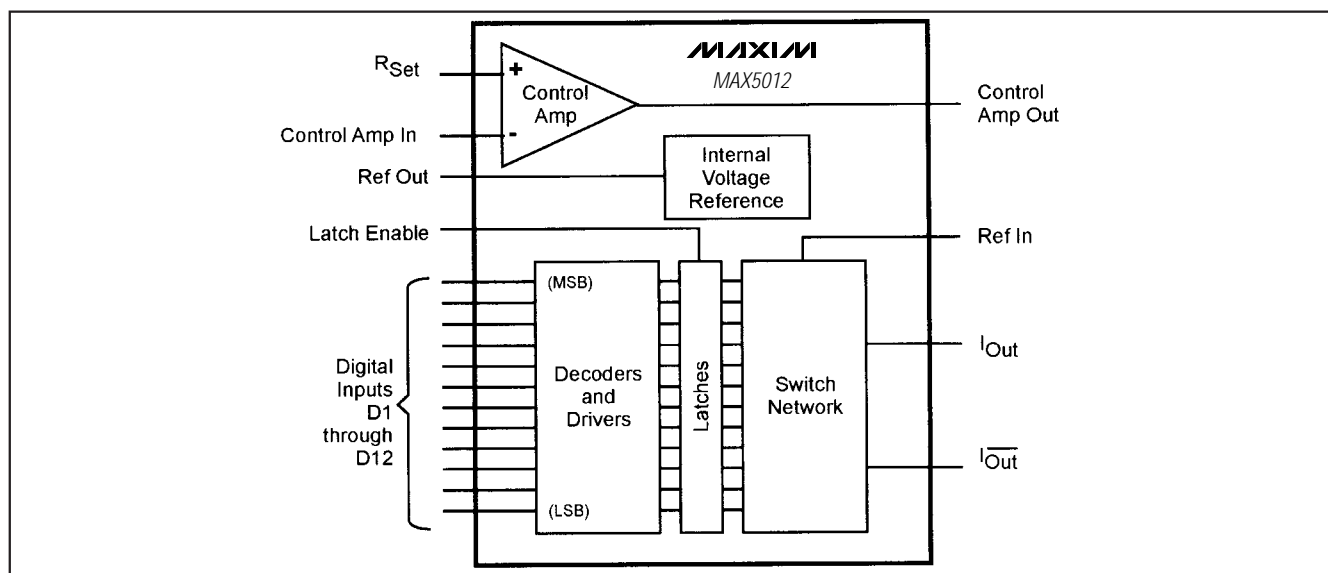 MAXIM
MAX5012
RSet
+
Control
Amp
-
Control Amp In
Control
Amp Out
Ref Out
Internal
Voltage
Reference
Latch Enable
Ref In
Digital
Inputs
D1
through
D12
(MSB)
(LSB)
Decoders
and
Drivers
Latches
Switch
Network
IOut
IO̅u̅t̅